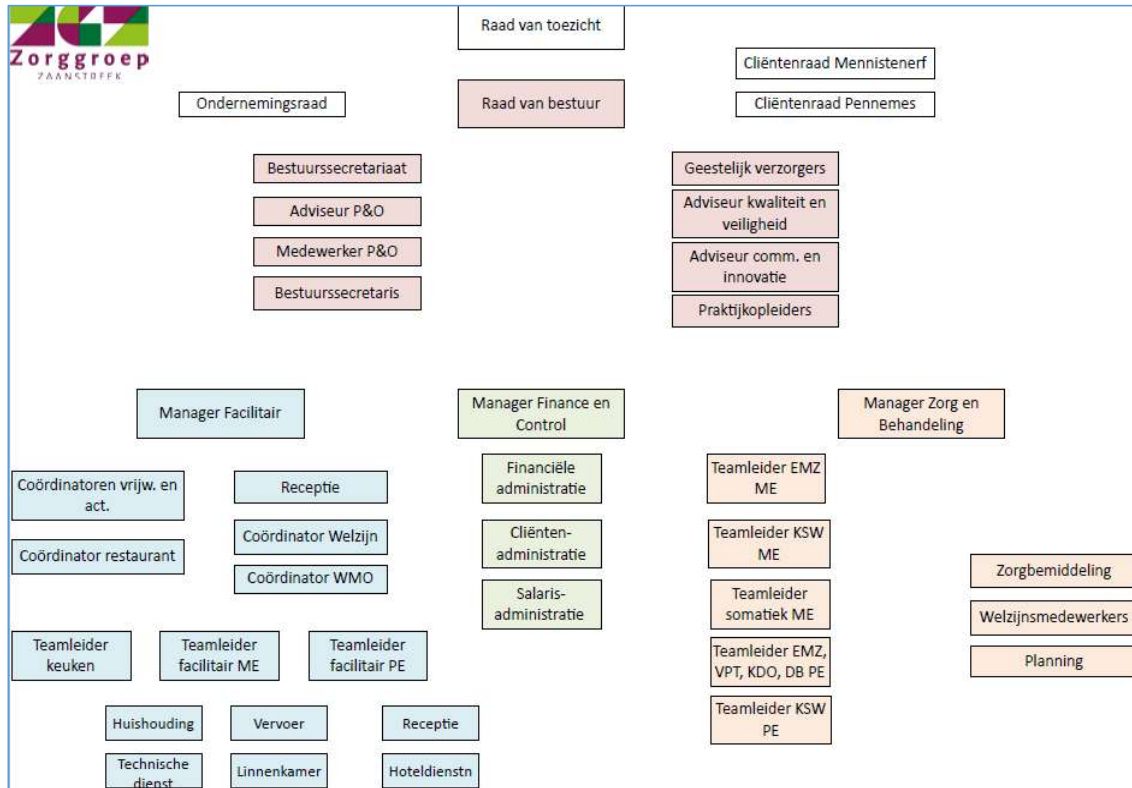 Zorggroep
ZAANSTREEK
Raad van toezicht
Cliëntenraad Mennistenerf
Ondernemingsraad
Raad van bestuur
Cliëntenraad Pennemes
Bestuurssecretariaat
Adviseur P&O
Medewerker P&O
Bestuurssecretaris
Geestelijk verzorgers
Adviseur kwaliteit en
veiligheid
Adviseur comm. en
innovatie
Praktijkopleiders
Manager Facilitair
Manager Finance en
Control
Manager Zorg en
Behandeling
Coördinatoren vrijw. en
act.
Coördinator restaurant
Receptie
Coördinator Welzijn
Coördinator WMO
Teamleider
keuken
Teamleider
facilitair ME
Teamleider
facilitair PE
Huishouding
Vervoer
Receptie
Technische
dienst
Linnenkamer
Hoteldienstn
Financiële
administratie
Cliënten-
administratie
Salaris-
administratie
Teamleider EMZ
ME
Teamleider KSW
ME
Teamleider
somatiek ME
Teamleider EMZ,
VPT, KDO, DB PE
Teamleider KSW
PE
Zorgbemiddeling
Welzijnsmedewerkers
Planning